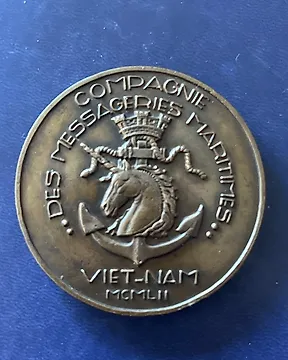 COMPAGNIE
DES MESSAGERIES MARITIMES
VIET-NAM
MCMLII